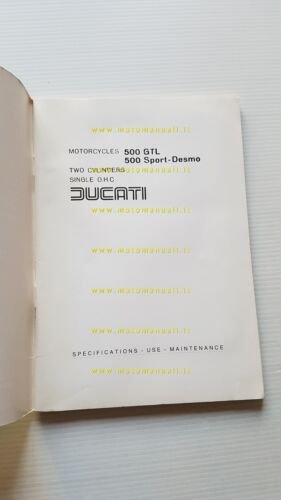 www.motomanuali.it
MOTORCYCLES 500 GTL
500 Sport-Desmo
www.motomanuali.it
TWO CYLINDERS
www.motomanuali.it
SINGLE O.H.C
DUCATI
www.motomanuali.it
www.motomanuali.it
www.motomanuali.it
SPECIFICATIONS - USE - MAINTENANCE
www.motomanuali.it